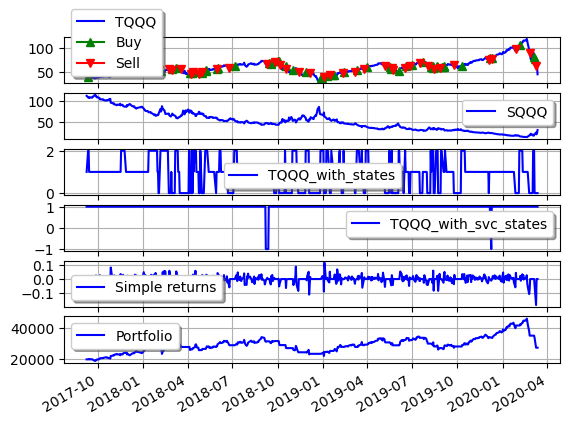 TQQQ
Buy
Sell
100
50
SQQQ
100
50
TQQQ_with_states
2
0
TQQQ_with_svc_states
1
0
−1
Simple returns
0.1
0.0
−0.1
Portfolio
40000
20000
2017-10 2018-01 2018-04 2018-07 2018-10 2019-01 2019-04 2019-07 2019-10 2020-01 2020-04